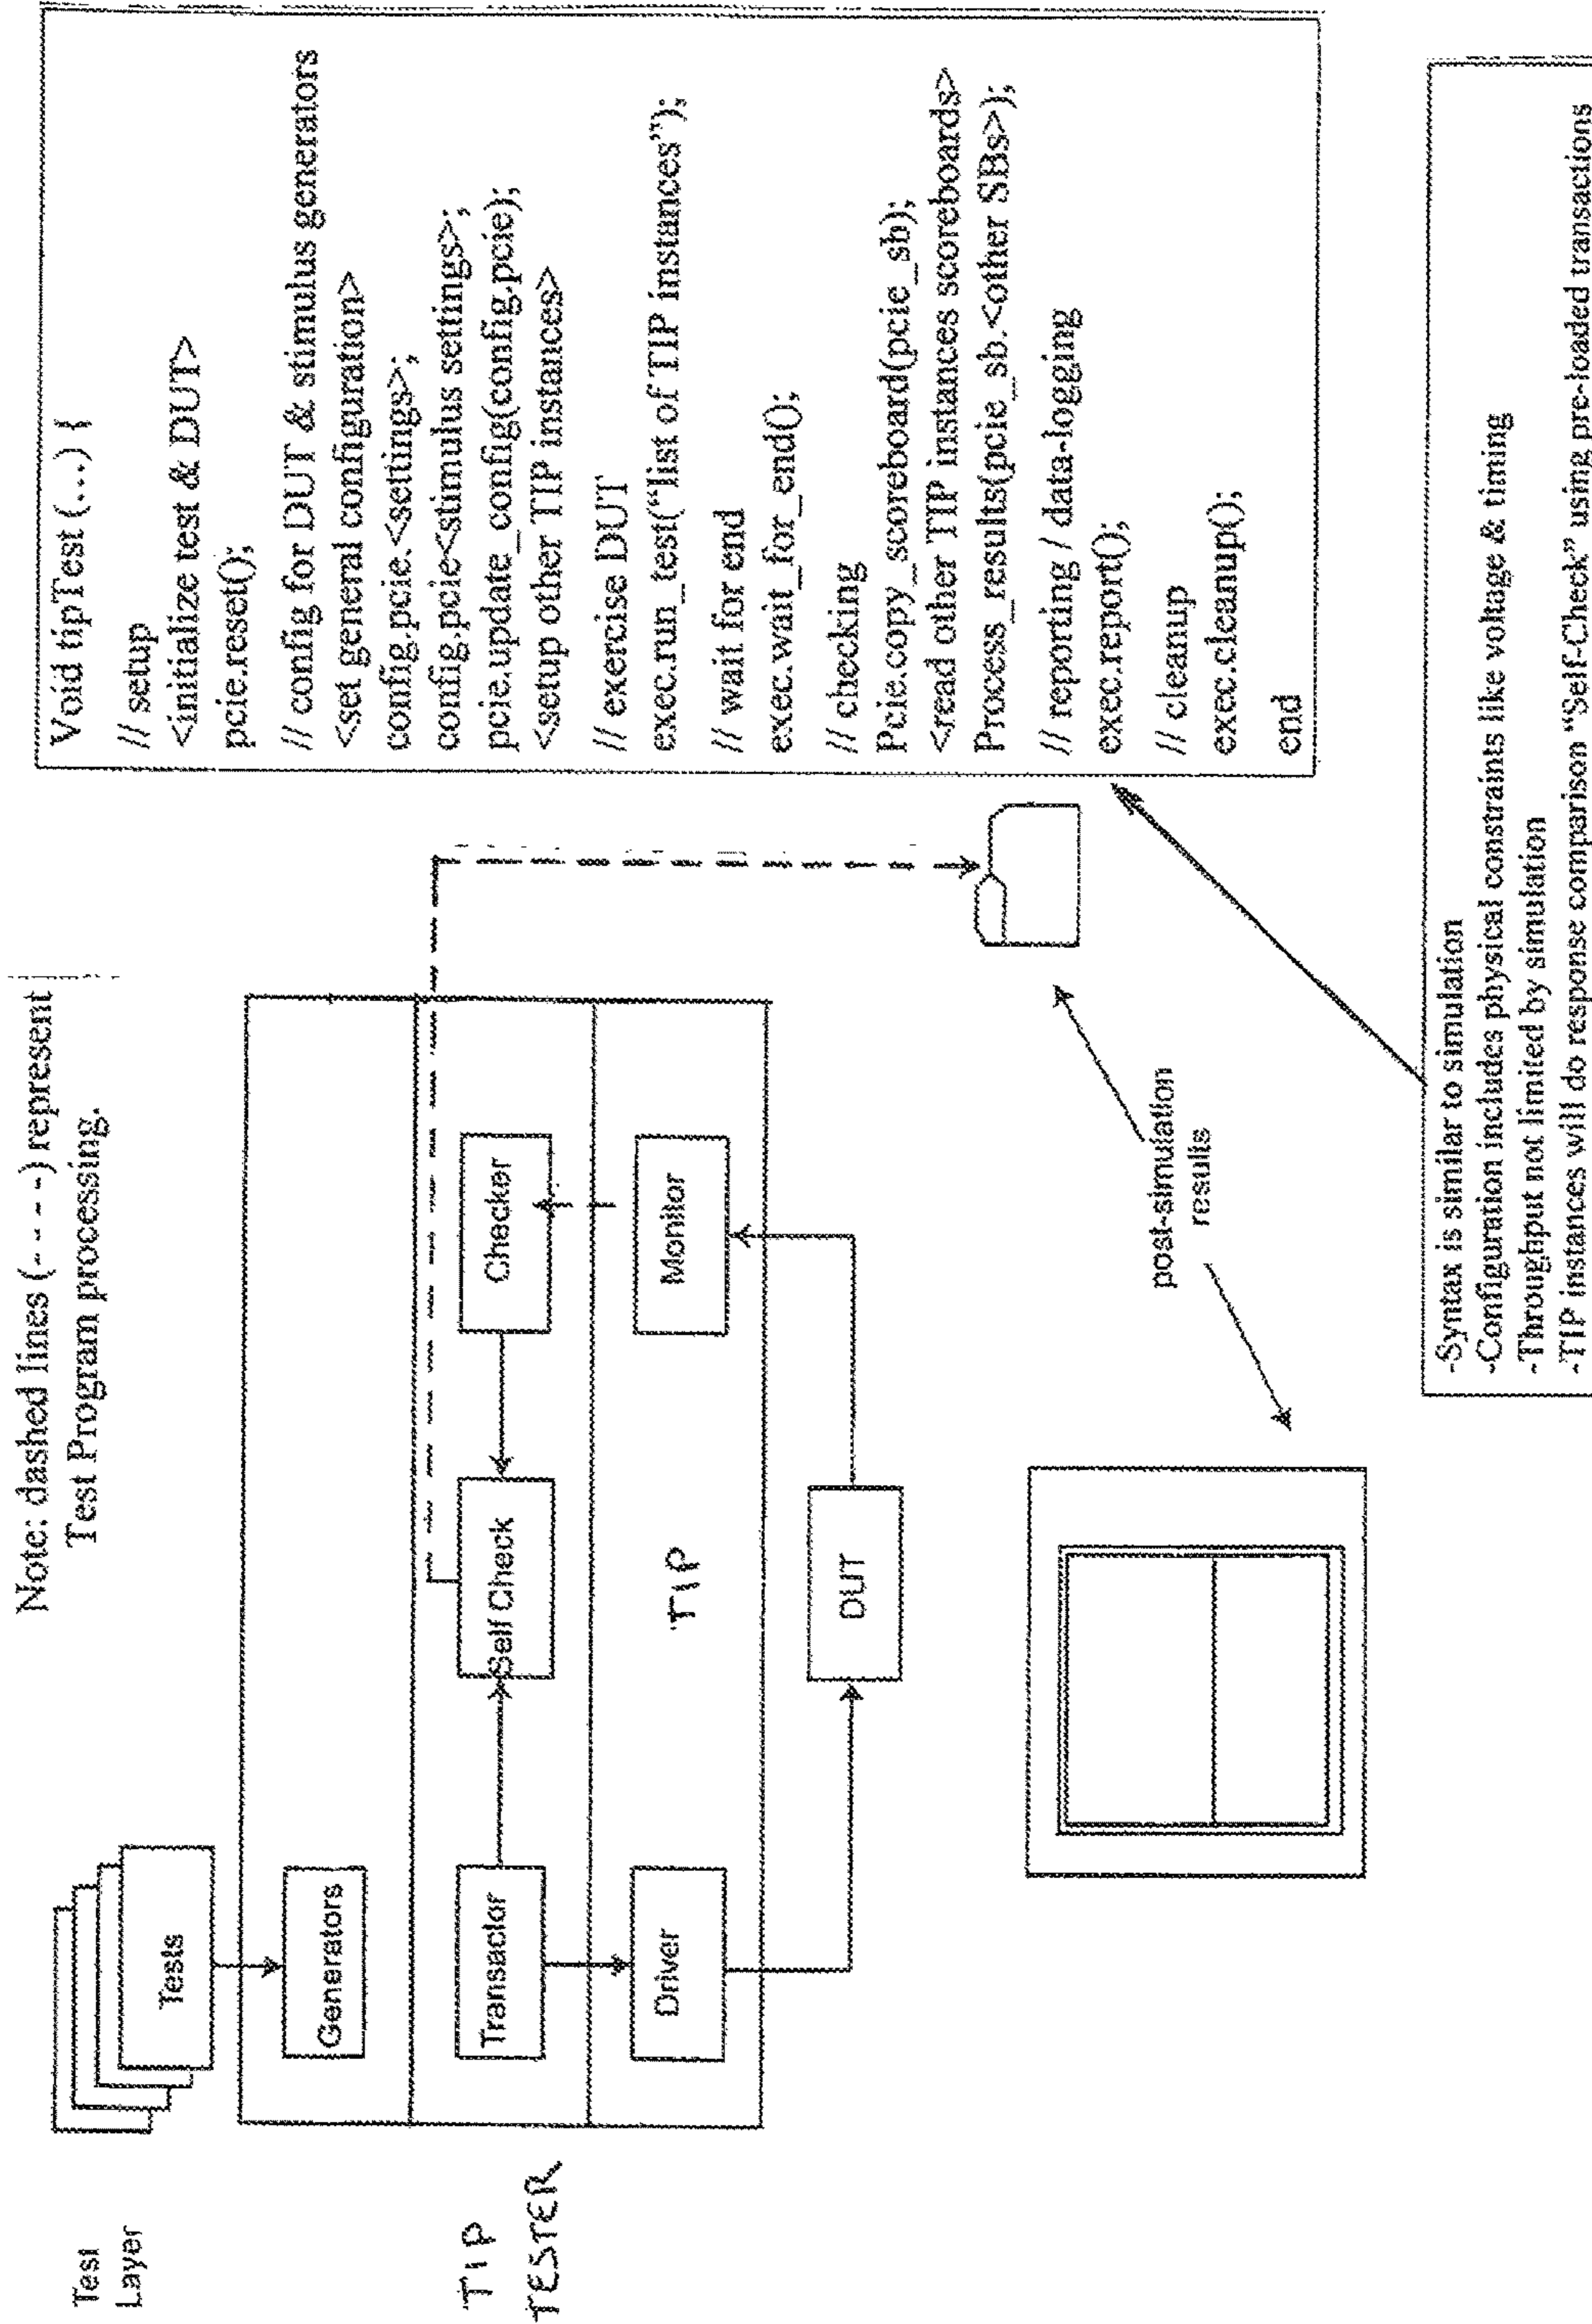 Note: dashed lines (- - - -) represent
Test Program processing.
Test
Layer
Tests
Generators
TIP
TESTER
Transactor
Self Check
Checker
Driver
TIP
Monitor
DUT
post-simulation
results
Void tipTest (...) {
// setup
<initialize test & DUT>
pcie.reset();
// config for DUT & stimulus generators
<set general configuration>
config.pcie.<settings>;
config.pcie<stimulus settings>;
pcie.update_config(config.pcie);
<setup other TIP instances>
// exercise DUT
exec.run_test("list of TIP instances");
// wait for end
exec.wait_for_end();
// checking
Pcie.copy_scoreboard(pcie_sb);
<read other TIP instances scoreboards>
Process_results(pcie_sb.<other SBs>);
// reporting / data-logging
exec.report();
// cleanup
exec.cleanup();
end
-Syntax is similar to simulation
-Configuration includes physical constraints like voltage & timing
-Throughput not limited by simulation
-TIP instances will do response comparison "Self-Check" using pre-loaded transactions